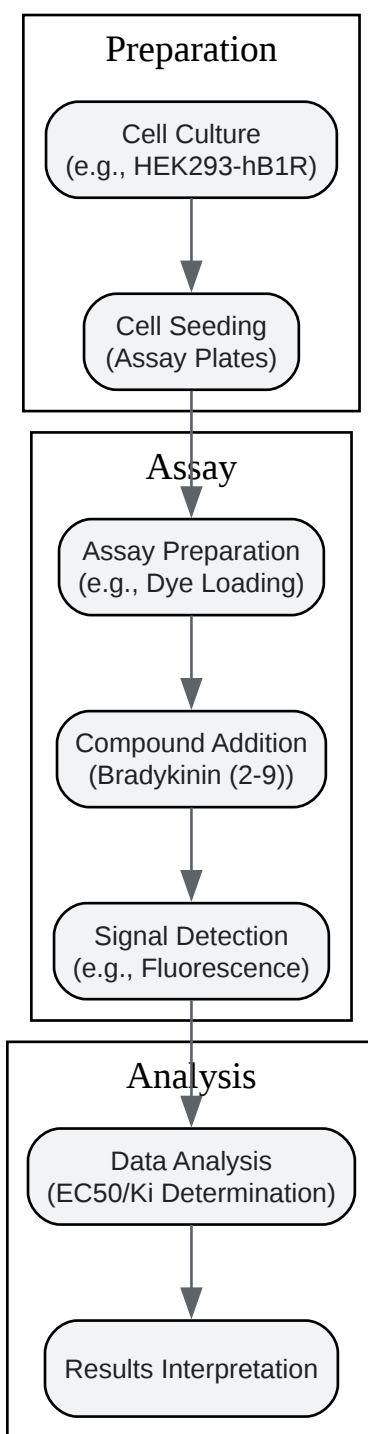 Preparation
Cell Culture
(e.g., HEK293-hB1R)
Cell Seeding
(Assay Plates)
Assay
Assay Preparation
(e.g., Dye Loading)
Compound Addition
(Bradykinin (2-9))
Signal Detection
(e.g., Fluorescence)
Analysis
Data Analysis
(EC50/Ki Determination)
Results Interpretation